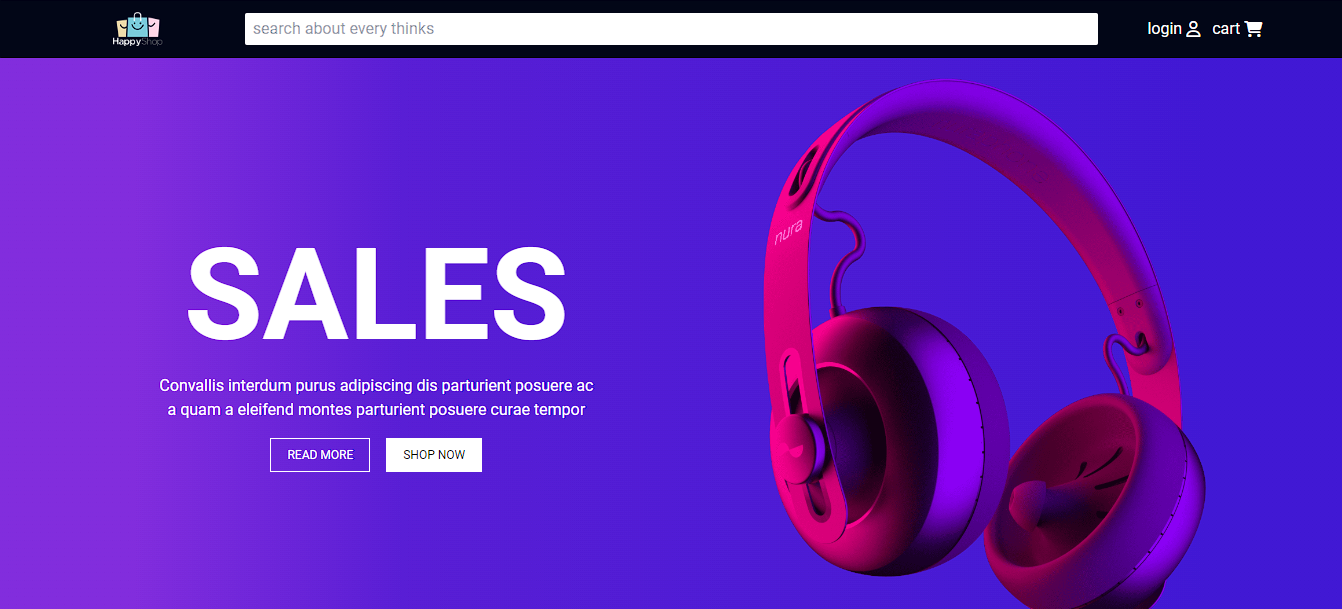 HappyShop
search about every thinks
login
cart
nura
SALES
Convallis interdum purus adipiscing dis parturient posuere ac
a quam a eleifend montes parturient posuere curae tempor
READ MORE
SHOP NOW